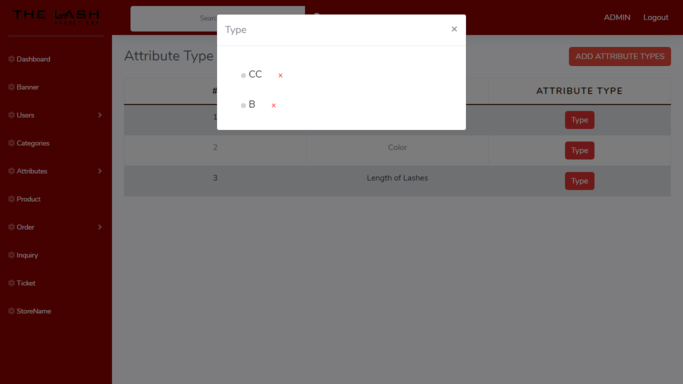 THE LASH
Sear
ADMIN
Logout
Type
×
Dashboard
Banner
Users
Categories
Attributes
Product
Order
Inquiry
Ticket
StoreName
Attribute Type
ADD ATTRIBUTE TYPES
CC x
B x
#
ATTRIBUTE TYPE
1
Type
2
Color
Type
3
Length of Lashes
Type